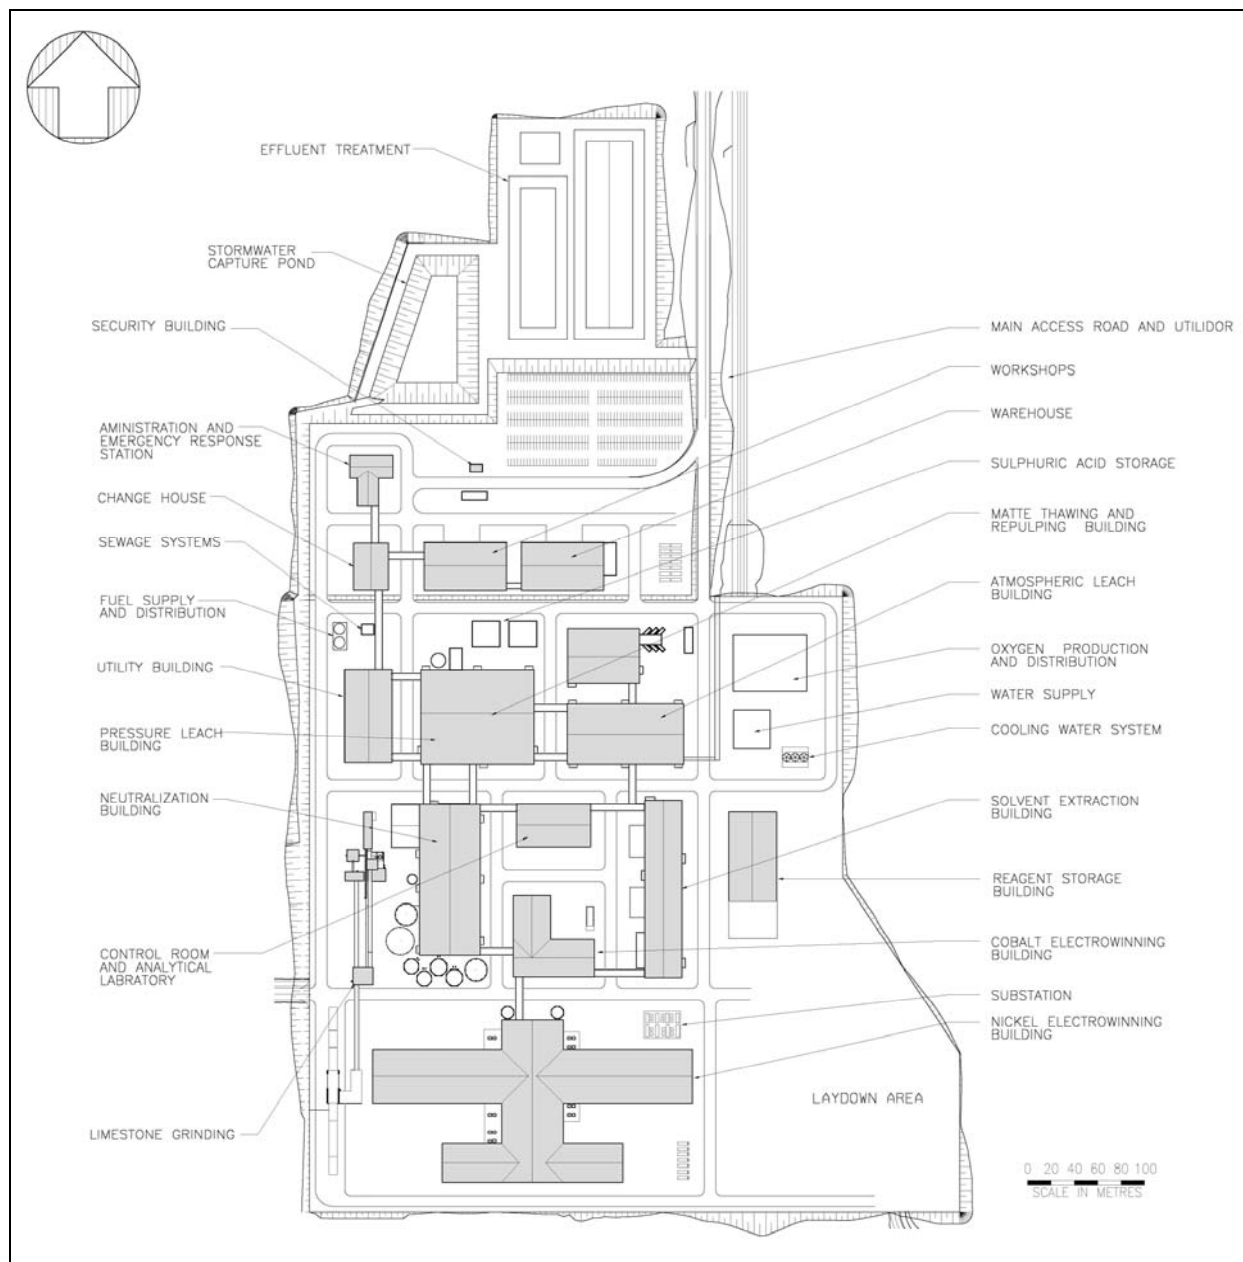 EFFLUENT TREATMENT
STORMWATER
CAPTURE POND
SECURITY BUILDING
AMINISTRATION AND
EMERGENCY RESPONSE
STATION
CHANGE HOUSE
SEWAGE SYSTEMS
FUEL SUPPLY
AND DISTRIBUTION
UTILITY BUILDING
PRESSURE LEACH
BUILDING
NEUTRALIZATION
BUILDING
CONTROL ROOM
AND ANALYTICAL
LABRATORY
LIMESTONE GRINDING
MAIN ACCESS ROAD AND UTILIDOR
WORKSHOPS
WAREHOUSE
SULPHURIC ACID STORAGE
MATTE THAWING AND
REPULPING BUILDING
ATMOSPHERIC LEACH
BUILDING
OXYGEN PRODUCTION
AND DISTRIBUTION
WATER SUPPLY
COOLING WATER SYSTEM
SOLVENT EXTRACTION
BUILDING
REAGENT STORAGE
BUILDING
COBALT ELECTROWINNING
BUILDING
SUBSTATION
NICKEL ELECTROWINNING
BUILDING
LAYDOWN AREA
0 20 40 60 80 100
SCALE IN METRES